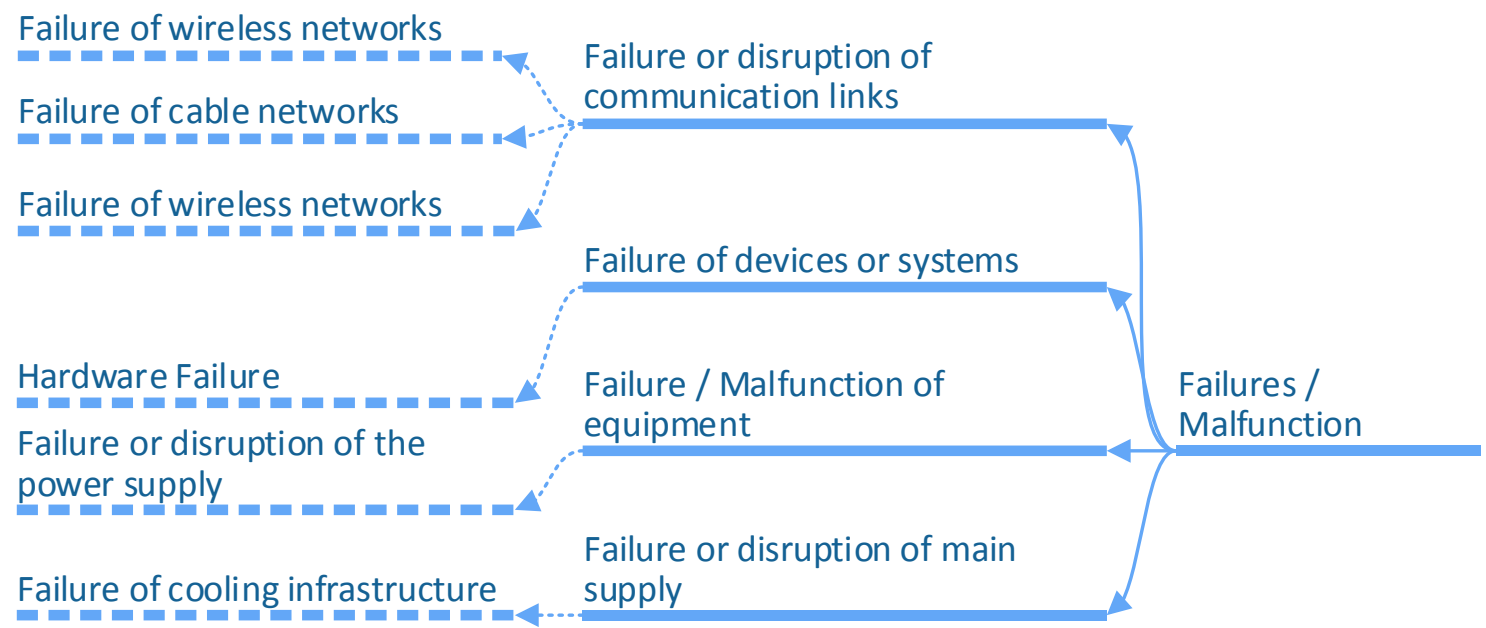 Failure of wireless networks
Failure of cable networks
Failure of wireless networks
Hardware Failure
Failure or disruption of the
power supply
Failure of cooling infrastructure
Failure or disruption of
communication links
Failure of devices or systems
Failure / Malfunction of
equipment
Failure or disruption of main
supply
Failures /
Malfunction